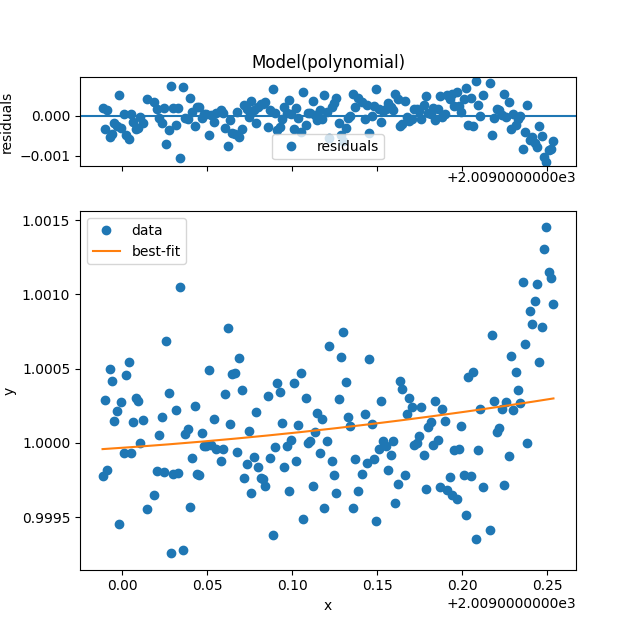 Model(polynomial)
residuals
0.000
−0.001
residuals
+2.0090000000e3
1.0015
1.0010
1.0005
1.0000
0.9995
y
data
best-fit
0.00
0.05
0.10
0.15
0.20
0.25
x
+2.0090000000e3